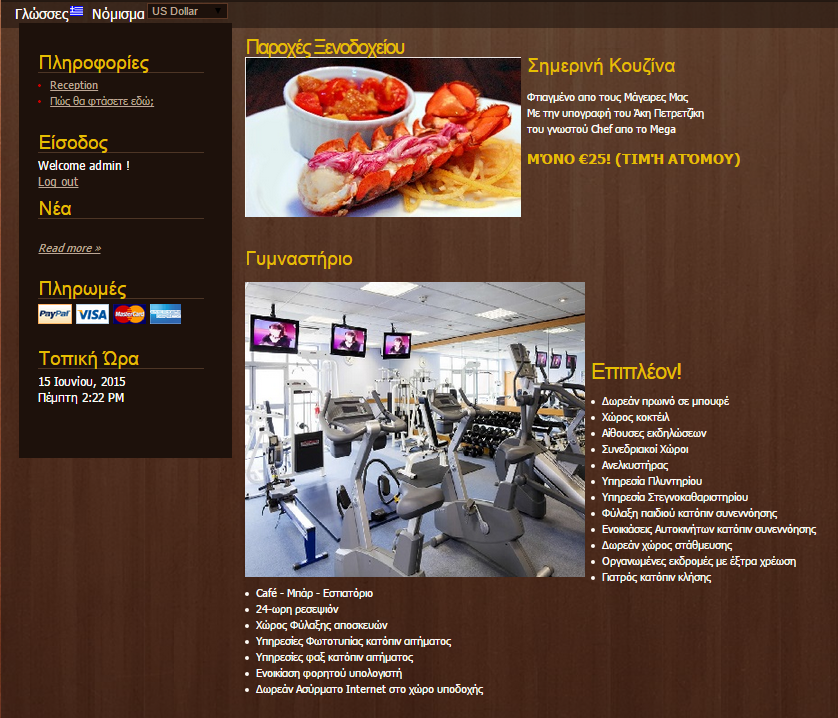 Γλώσσες Νόμισμα US Dollar
Πληροφορίες
Reception
Πώς θα φτάσετε εδώ;
Είσοδος
Welcome admin !
Log out
Νέα
Read more »
Πληρωμές
PayPal VISA MasterCard
Τοπική Ώρα
15 Ιουνίου, 2015
Πέμπτη 2:22 PM
Παροχές Ξενοδοχείου
Σημερινή Κουζίνα
Φτιαγμένο απο τους Μάγειρες Μας
Με την υπογραφή του Άκη Πετρετζίκη
του γνωστού Chef απο το Mega
ΜΌΝΟ €25! (ΤΙΜΉ ΑΤΌΜΟΥ)
Γυμναστήριο
Επιπλέον!
Δωρεάν πρωινό σε μπουφέ
Χώρος κοκτέιλ
Αίθουσες εκδηλώσεων
Συνεδριακοί Χώροι
Ανελκυστήρας
Υπηρεσία Πλυντηρίου
Υπηρεσία Στεγνοκαθαριστηρίου
Φύλαξη παιδιού κατόπιν συνεννόησης
Ενοικιάσεις Αυτοκινήτων κατόπιν συνεννόησης
Δωρεάν χώρος στάθμευσης
Οργανωμένες εκδρομές με έξτρα χρέωση
Γιατρός κατόπιν κλήσης
Café - Μπάρ - Εστιατόριο
24-ωρη ρεσεψιόν
Χώρος Φύλαξης αποσκευών
Υπηρεσίες Φωτοτυπίας κατόπιν αιτήματος
Υπηρεσίες φαξ κατόπιν αιτήματος
Ενοικίαση φορητού υπολογιστή
Δωρεάν Ασύρματο Internet στο χώρο υποδοχής